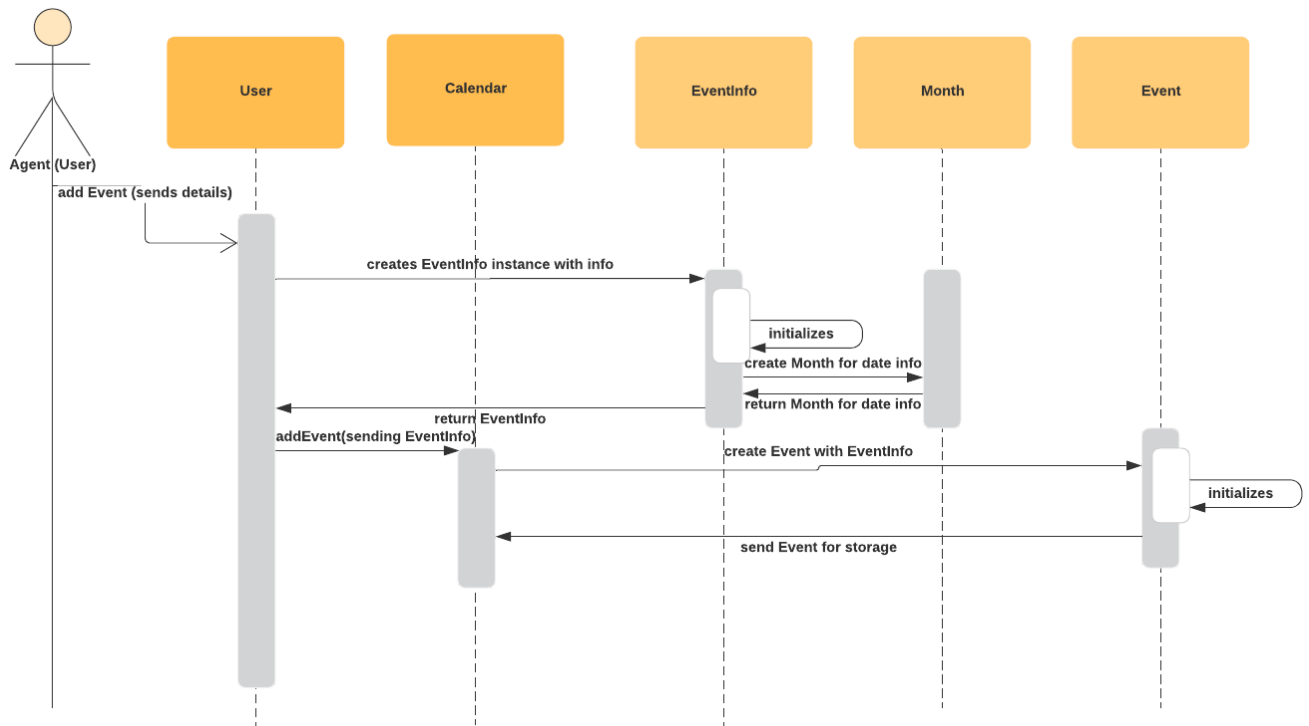 User
Calendar
EventInfo
Month
Event
Agent (User)
add Event (sends details)
creates EventInfo instance with info
initializes
create Month for date info
return Month for date info
return EventInfo
addEvent(sending EventInfo)
create Event with EventInfo
initializes
send Event for storage